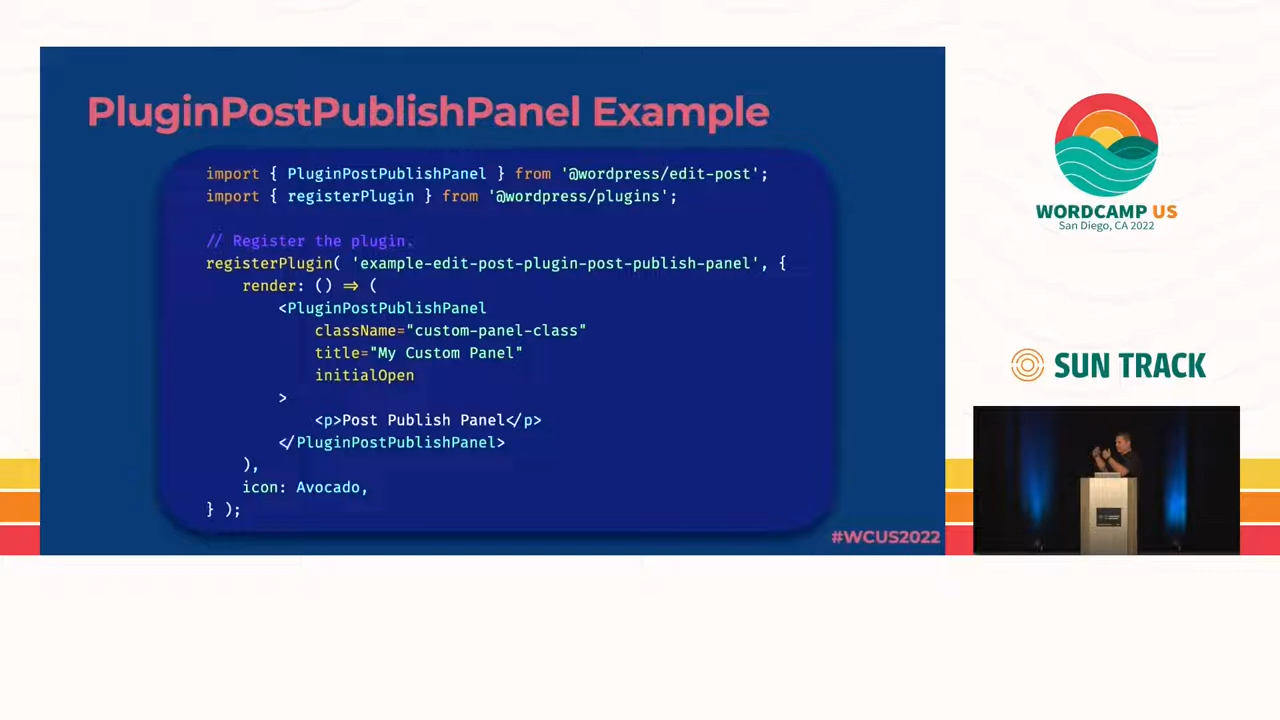 PluginPostPublishPanel Example
import { PluginPostPublishPanel } from '@wordpress/edit-post';
import { registerPlugin } from '@wordpress/plugins';
// Register the plugin.
registerPlugin( 'example-edit-post-plugin-post-publish-panel', {
render: () => (
<PluginPostPublishPanel
className="custom-panel-class"
title="My Custom Panel"
initialOpen
>
<p>Post Publish Panel</p>
</PluginPostPublishPanel>
),
icon: Avocado,
} );
#WCUS2022
WORDCAMP US
San Diego, CA 2022
SUN TRACK